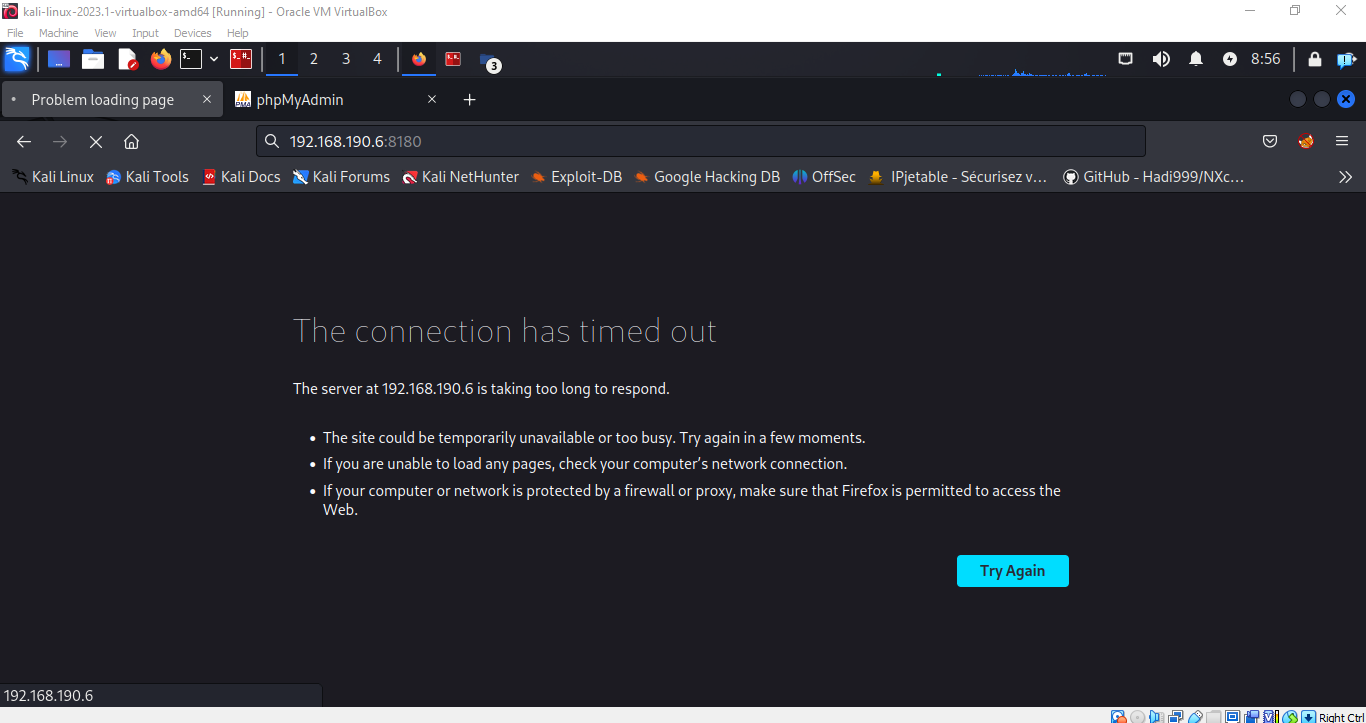 kali-linux-2023.1-virtualbox-amd64 [Running] - Oracle VM VirtualBox
File Machine View Input Devices Help
1 2 3 4 3 8:56
Problem loading page phpMyAdmin
192.168.190.6:8180
Kali Linux Kali Tools Kali Docs Kali Forums Kali NetHunter Exploit-DB Google Hacking DB OffSec IPjetable - Sécurisez v… GitHub - Hadi999/NXc…
The connection has timed out
The server at 192.168.190.6 is taking too long to respond.
The site could be temporarily unavailable or too busy. Try again in a few moments.
If you are unable to load any pages, check your computer’s network connection.
If your computer or network is protected by a firewall or proxy, make sure that Firefox is permitted to access the
Web.
Try Again
192.168.190.6
Right Ctrl